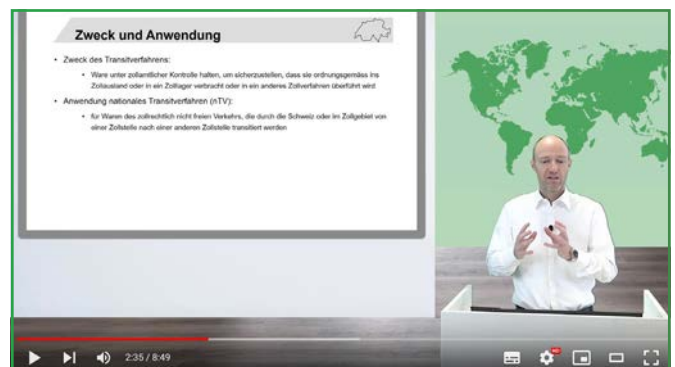 Zweck und Anwendung
• Zweck des Transitverfahrens:
• Ware unter zollamtlicher Kontrolle halten, um sicherzustellen, dass sie ordnungsgemäss ins
Zollausland oder in ein Zolllager verbracht oder in ein anderes Zollverfahren überführt wird
• Anwendung nationales Transitverfahren (nTV):
• für Waren des zollrechtlich nicht freien Verkehrs, die durch die Schweiz oder im Zollgebiet von
einer Zollstelle nach einer anderen Zollstelle transitiert werden
2:35 / 8:49